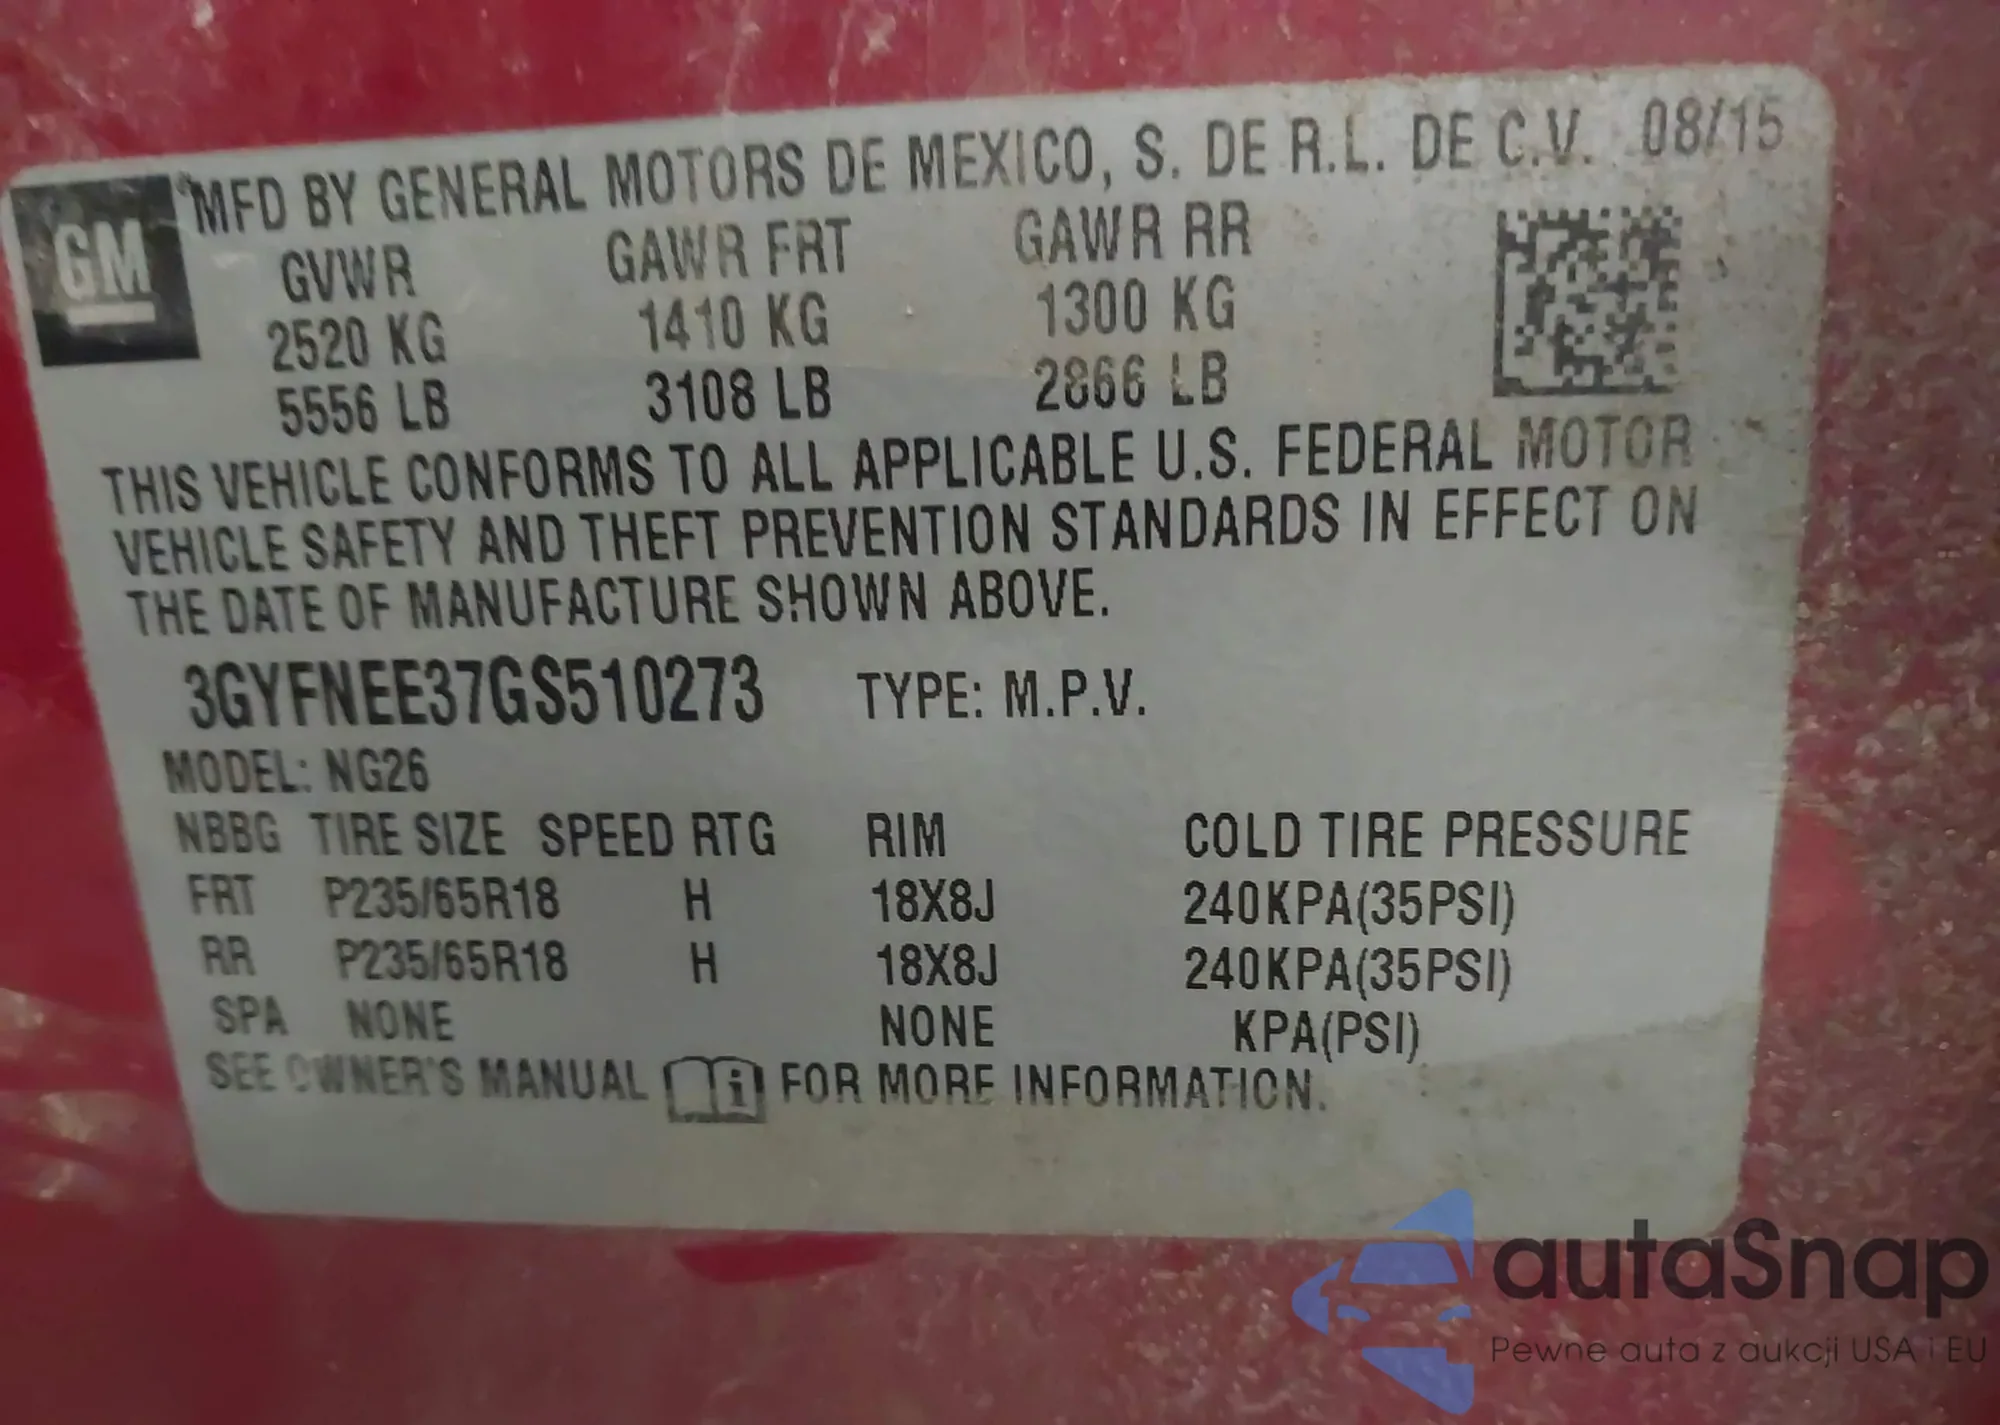 GM
MFD BY GENERAL MOTORS DE MEXICO, S. DE R.L. DE C.V. 08/15
GVWR GAWR FRT GAWR RR
2520 KG 1410 KG 1300 KG
5556 LB 3108 LB 2866 LB
THIS VEHICLE CONFORMS TO ALL APPLICABLE U.S. FEDERAL MOTOR
VEHICLE SAFETY AND THEFT PREVENTION STANDARDS IN EFFECT ON
THE DATE OF MANUFACTURE SHOWN ABOVE.
3GYFNEE37GS510273 TYPE: M.P.V.
MODEL: NG26
NBBG TIRE SIZE SPEED RTG RIM COLD TIRE PRESSURE
FRT P235/65R18 H 18X8J 240KPA(35PSI)
RR P235/65R18 H 18X8J 240KPA(35PSI)
SPA NONE NONE KPA(PSI)
SEE OWNER'S MANUAL FOR MORE INFORMATION.
autaSnap
Pewne auta z aukcji USA i EU